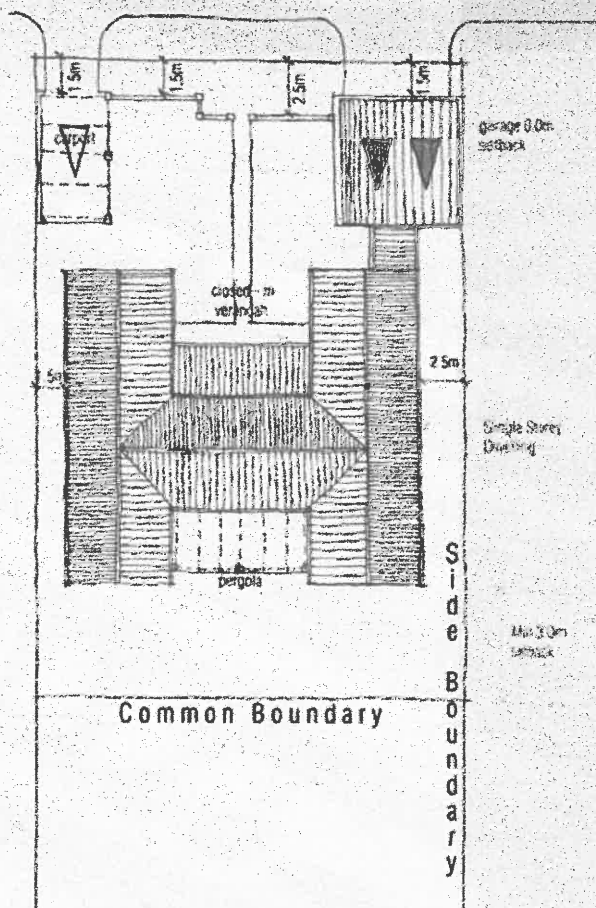 1.5m
1.5m
2.5m
1.5m
garage 0.0m
setback
carport
closed - in
verandah
2.5m
Single Storey
Dwelling
pergola
Side Boundary
Min 3.0m
setback
Common Boundary